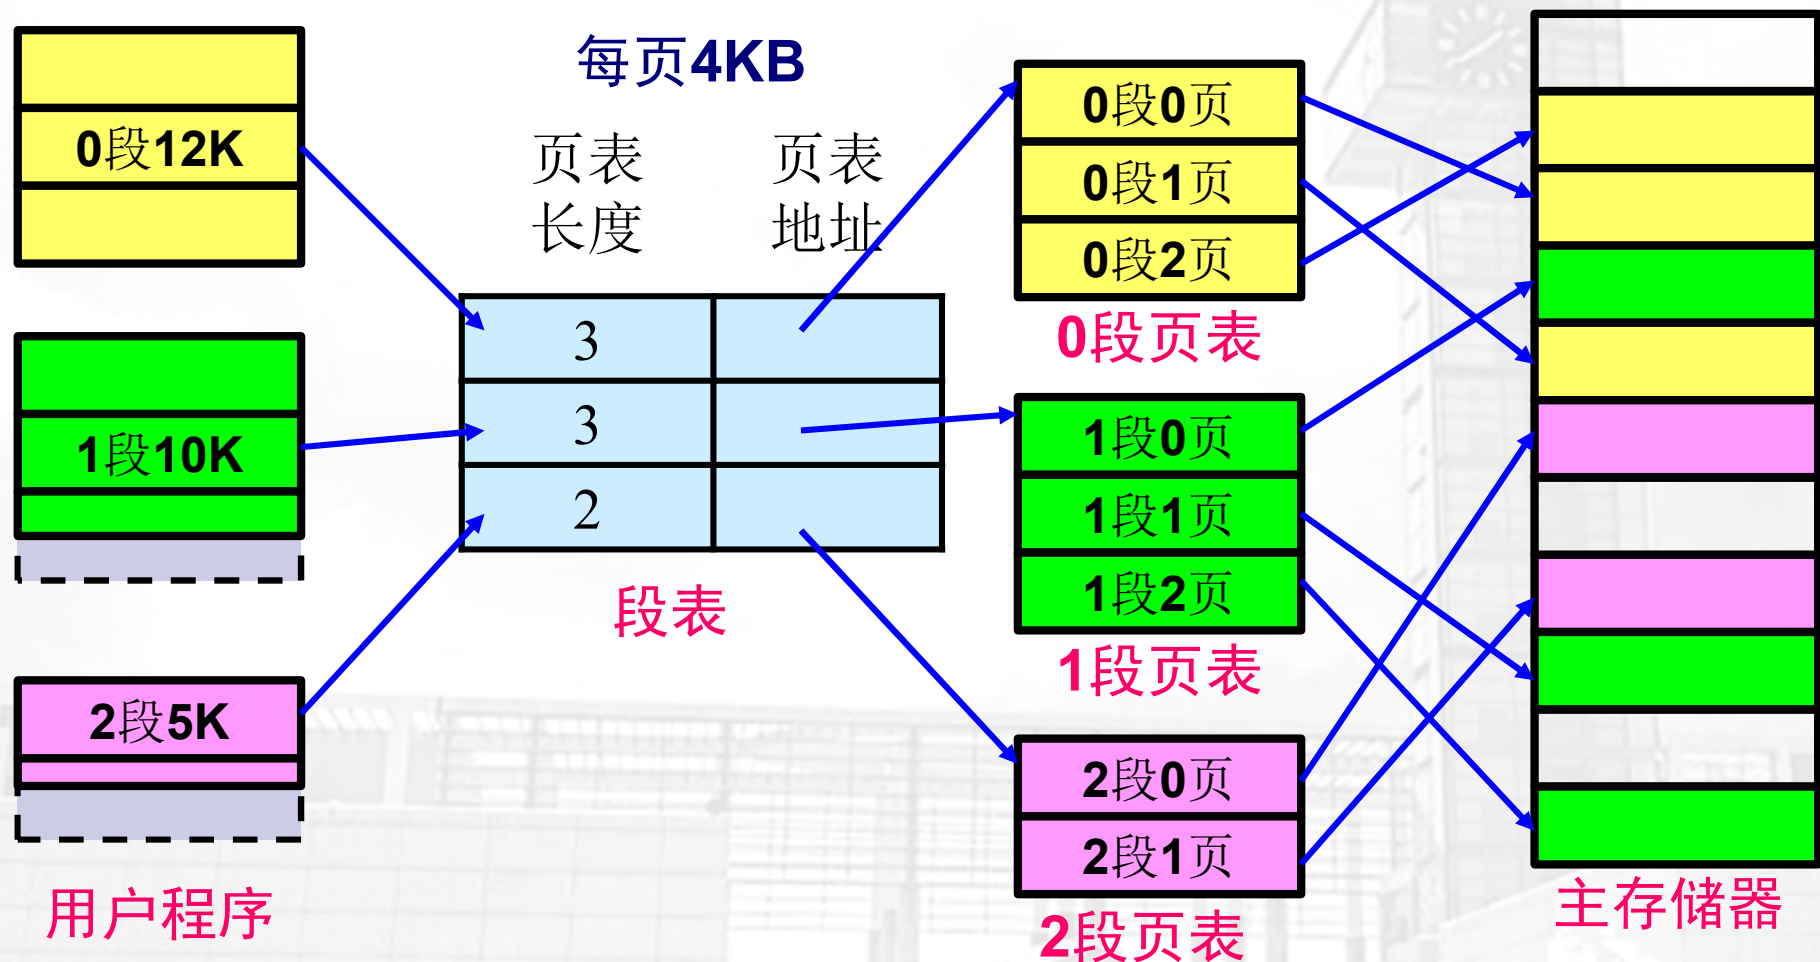 每页4KB
0段12K
1段10K
2段5K
用户程序
页表
长度
页表
地址
3
3
2
段表
0段0页
0段1页
0段2页
0段页表
1段0页
1段1页
1段2页
1段页表
2段0页
2段1页
2段页表
主存储器